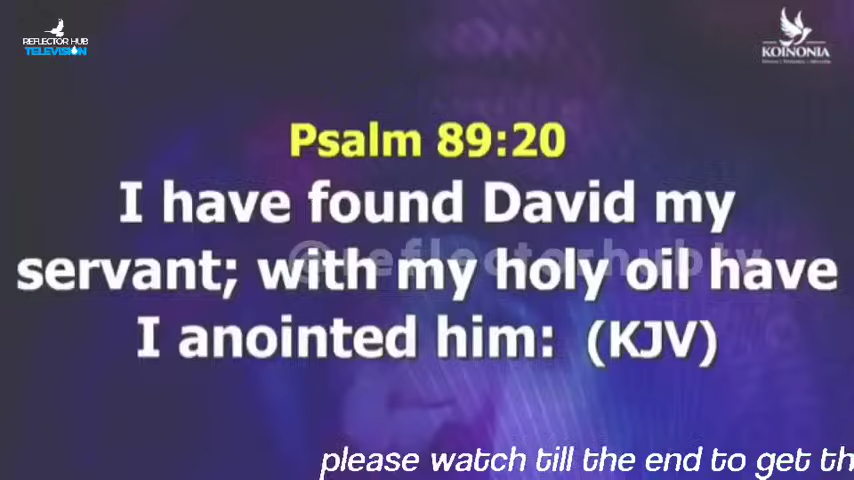 REFLECTOR HUB
TELEVISION
KOINONIA
Psalm 89:20
I have found David my
servant; with my holy oil have
@reflectorhubtv
I anointed him: (KJV)
please watch till the end to get th